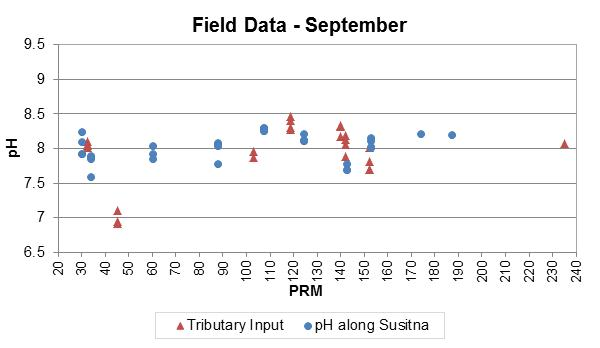 Field Data - September
9.5
9
8.5
8
7.5
7
6.5
pH
20 30 40 50 60 70 80 90 100 110 120 130 140 150 160 170 180 190 200 210 220 230 240
PRM
Tributary Input pH along Susitna